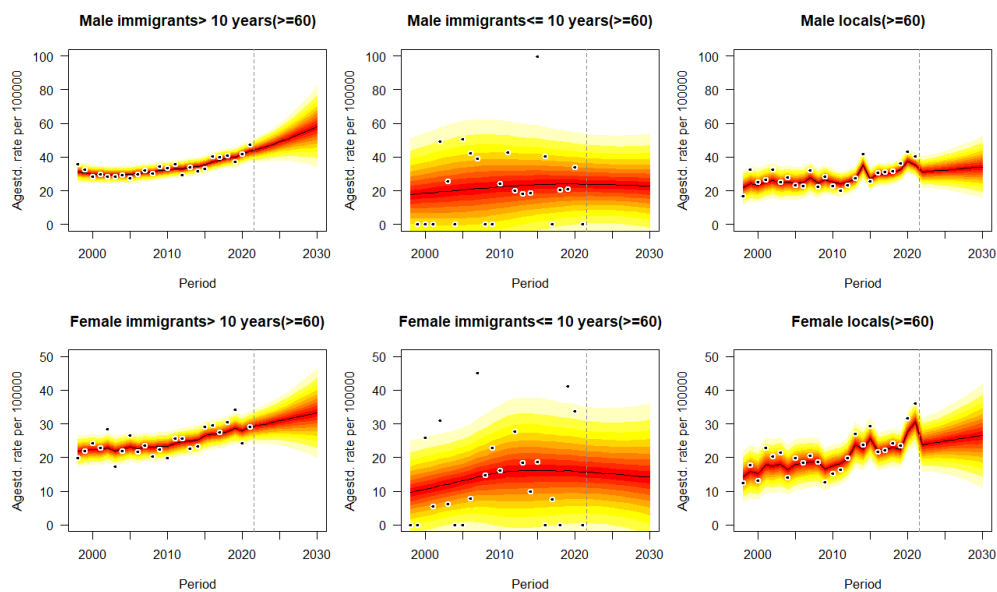 Male immigrants> 10 years(>=60)
Male immigrants<= 10 years(>=60)
Male locals(>=60)
Agestd. rate per 100000
100
80
60
40
20
0
2000 2010 2020 2030
Period
Agestd. rate per 100000
100
80
60
40
20
0
2000 2010 2020 2030
Period
Agestd. rate per 100000
100
80
60
40
20
0
2000 2010 2020 2030
Period
Female immigrants> 10 years(>=60)
Female immigrants<= 10 years(>=60)
Female locals(>=60)
Agestd. rate per 100000
50
40
30
20
10
0
2000 2010 2020 2030
Period
Agestd. rate per 100000
50
40
30
20
10
0
2000 2010 2020 2030
Period
Agestd. rate per 100000
50
40
30
20
10
0
2000 2010 2020 2030
Period